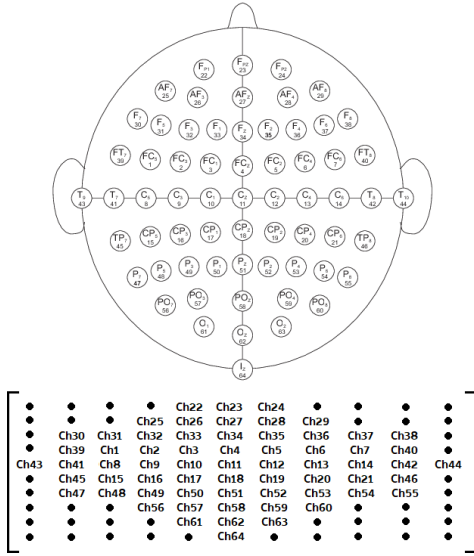 FP1 FPZ FP2
22 23 24
AF7 AF3 AFZ AF4 AF8
25 26 27 28 29
F7 F5 F3 F1 FZ F2 F4 F6 F8
30 31 32 33 34 35 36 37 38
FT7 FC5 FC3 FC1 FCZ FC2 FC4 FC6 FT8
39 1 2 3 4 5 6 7 40
T9 T7 C5 C3 C1 CZ C2 C4 C6 T8 T10
43 41 8 9 10 11 12 13 14 42 44
TP7 CP5 CP3 CP1 CPZ CP2 CP4 CP6 TP8
45 15 16 17 18 19 20 21 46
P7 P5 P3 P1 PZ P2 P4 P6 P8
47 48 49 50 51 52 53 54 55
PO7 PO3 POZ PO4 PO8
56 57 58 59 60
O1 OZ O2
61 62 63
IZ
64
Ch22 Ch23 Ch24
Ch25 Ch26 Ch27 Ch28 Ch29
Ch30 Ch31 Ch32 Ch33 Ch34 Ch35 Ch36 Ch37 Ch38
Ch39 Ch1 Ch2 Ch3 Ch4 Ch5 Ch6 Ch7 Ch40
Ch43 Ch41 Ch8 Ch9 Ch10 Ch11 Ch12 Ch13 Ch14 Ch42 Ch44
Ch45 Ch15 Ch16 Ch17 Ch18 Ch19 Ch20 Ch21 Ch46
Ch47 Ch48 Ch49 Ch50 Ch51 Ch52 Ch53 Ch54 Ch55
Ch56 Ch57 Ch58 Ch59 Ch60
Ch61 Ch62 Ch63
Ch64